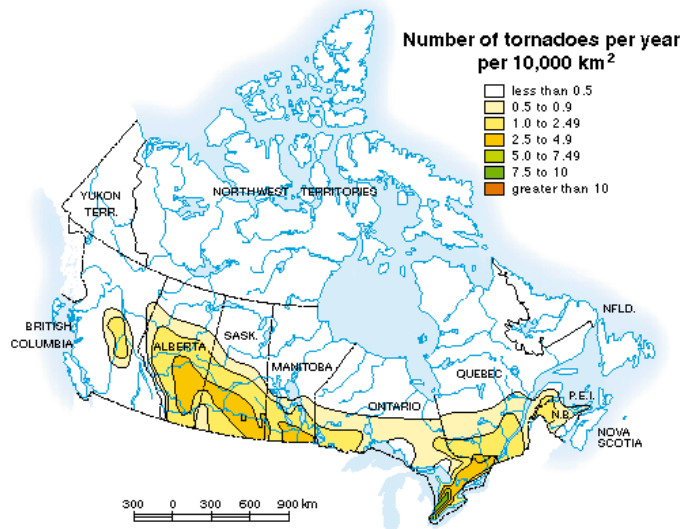 Number of tornadoes per year
per 10,000 km²
less than 0.5
0.5 to 0.9
1.0 to 2.49
2.5 to 4.9
5.0 to 7.49
7.5 to 10
greater than 10
YUKON
TERR.
NORTHWEST TERRITORIES
BRITISH
COLUMBIA
ALBERTA
SASK.
MANITOBA
ONTARIO
QUEBEC
NFLD.
P.E.I.
N.B.
NOVA
SCOTIA
300 0 300 600 900 km